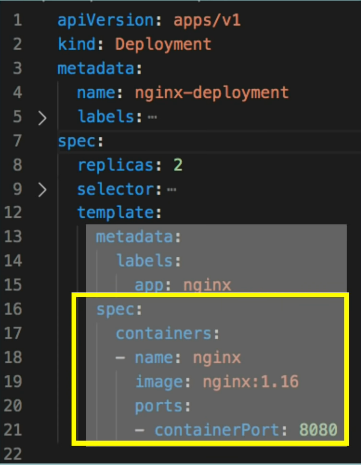 1 apiVersion: apps/v1
2 kind: Deployment
3 metadata:
4   name: nginx-deployment
5 >   labels:⋯
7 spec:
8   replicas: 2
9 >   selector:⋯
12   template:
13     metadata:
14       labels:
15         app: nginx
16     spec:
17       containers:
18       - name: nginx
19         image: nginx:1.16
20         ports:
21         - containerPort: 8080
22